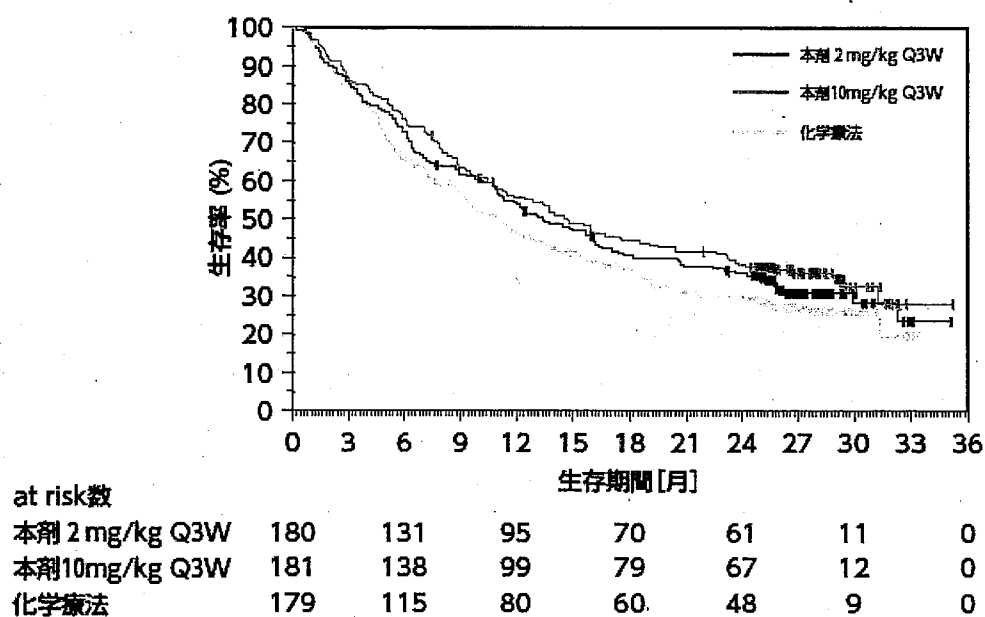 100
90
80
70
60
50
40
30
20
10
0
生存率 (%)
本剤 2mg/kg Q3W
本剤10mg/kg Q3W
化学療法
0 3 6 9 12 15 18 21 24 27 30 33 36
生存期間[月]
at risk数
本剤 2mg/kg Q3W 180 131 95 70 61 11 0
本剤10mg/kg Q3W 181 138 99 79 67 12 0
化学療法 179 115 80 60 48 9 0